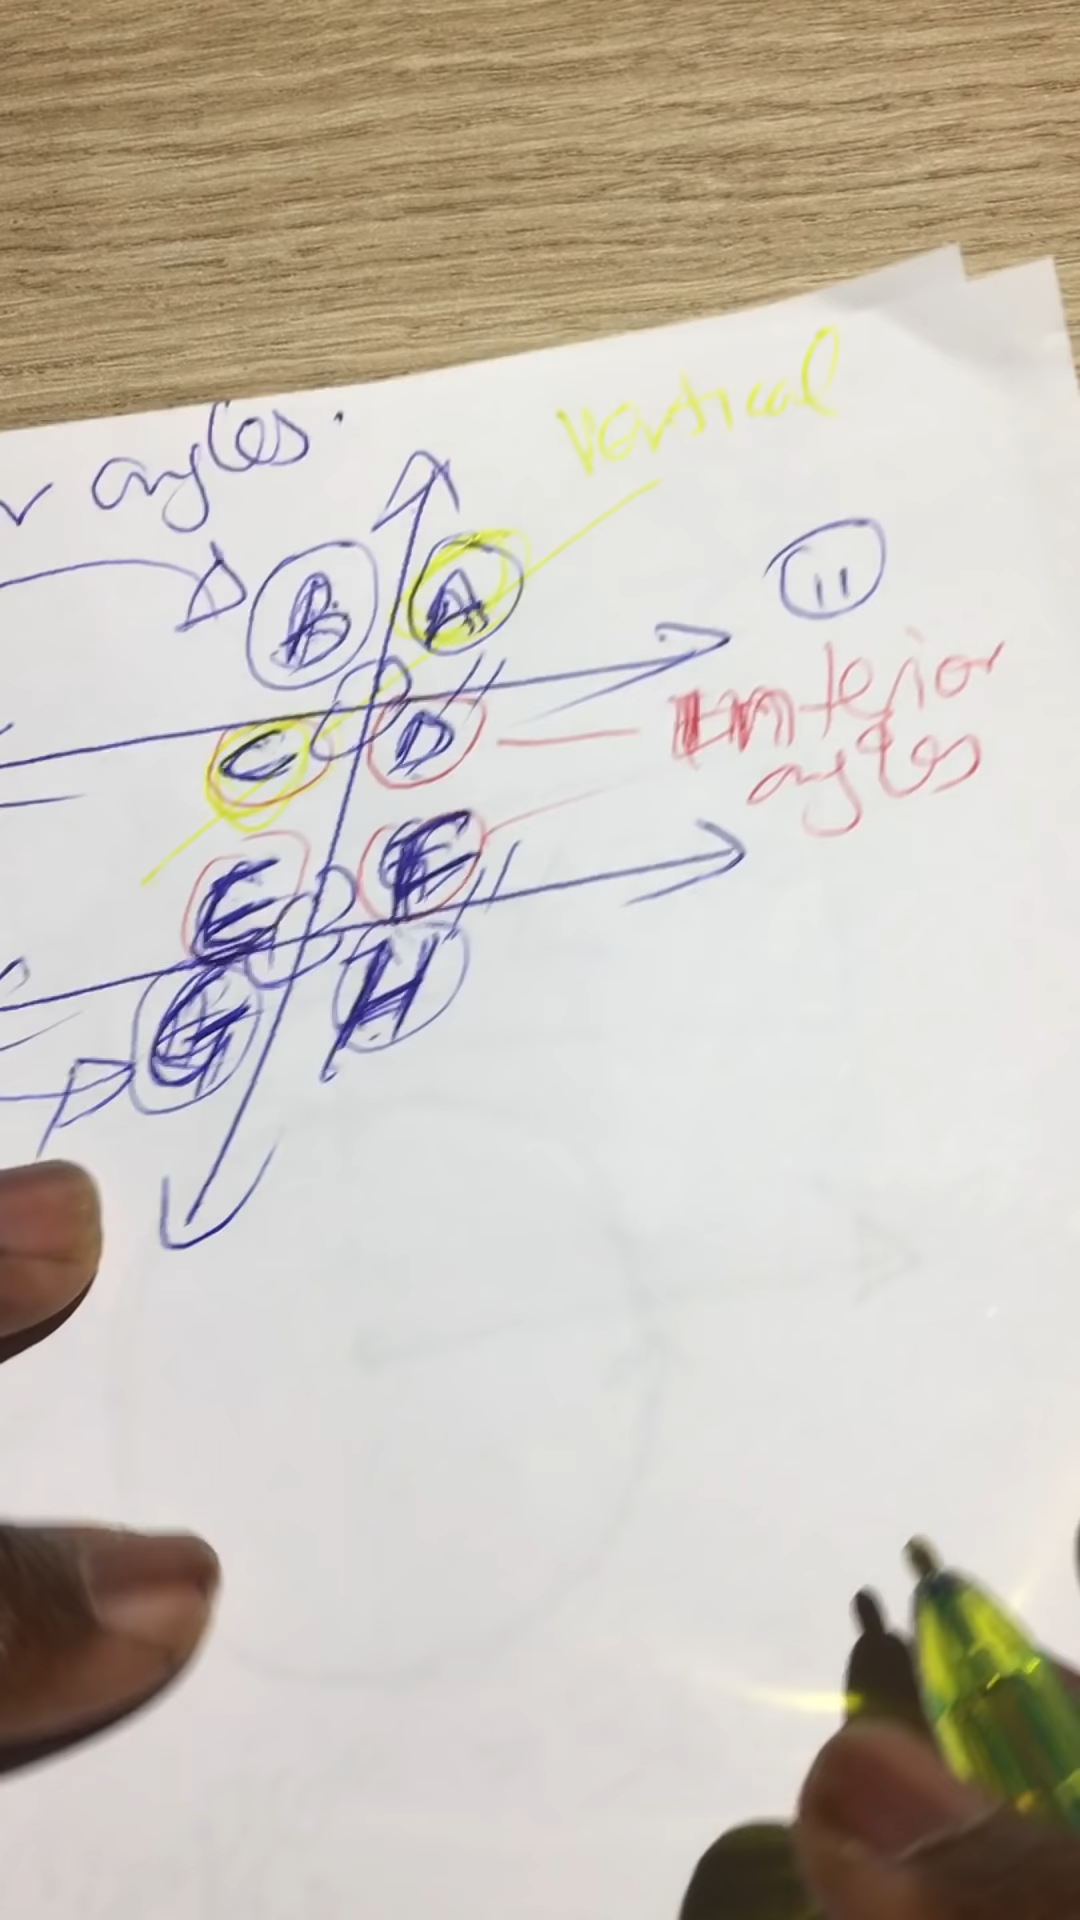 r angles.
Vertical
B A
11
C D
Interior
angles
E F
G H